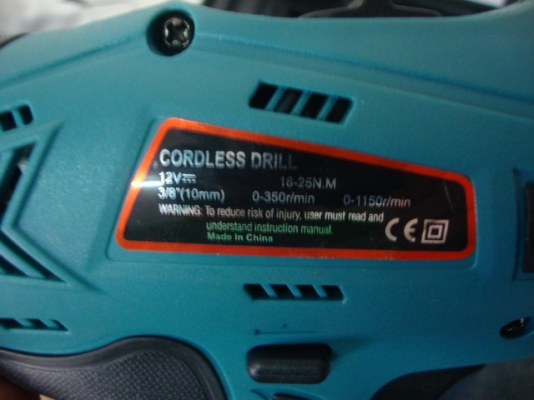 CORDLESS DRILL
12V⎓ 18-25N.M
3/8"(10mm) 0-350r/min 0-1150r/min
WARNING: To reduce risk of injury, user must read and
understand instruction manual.
Made In China
CE